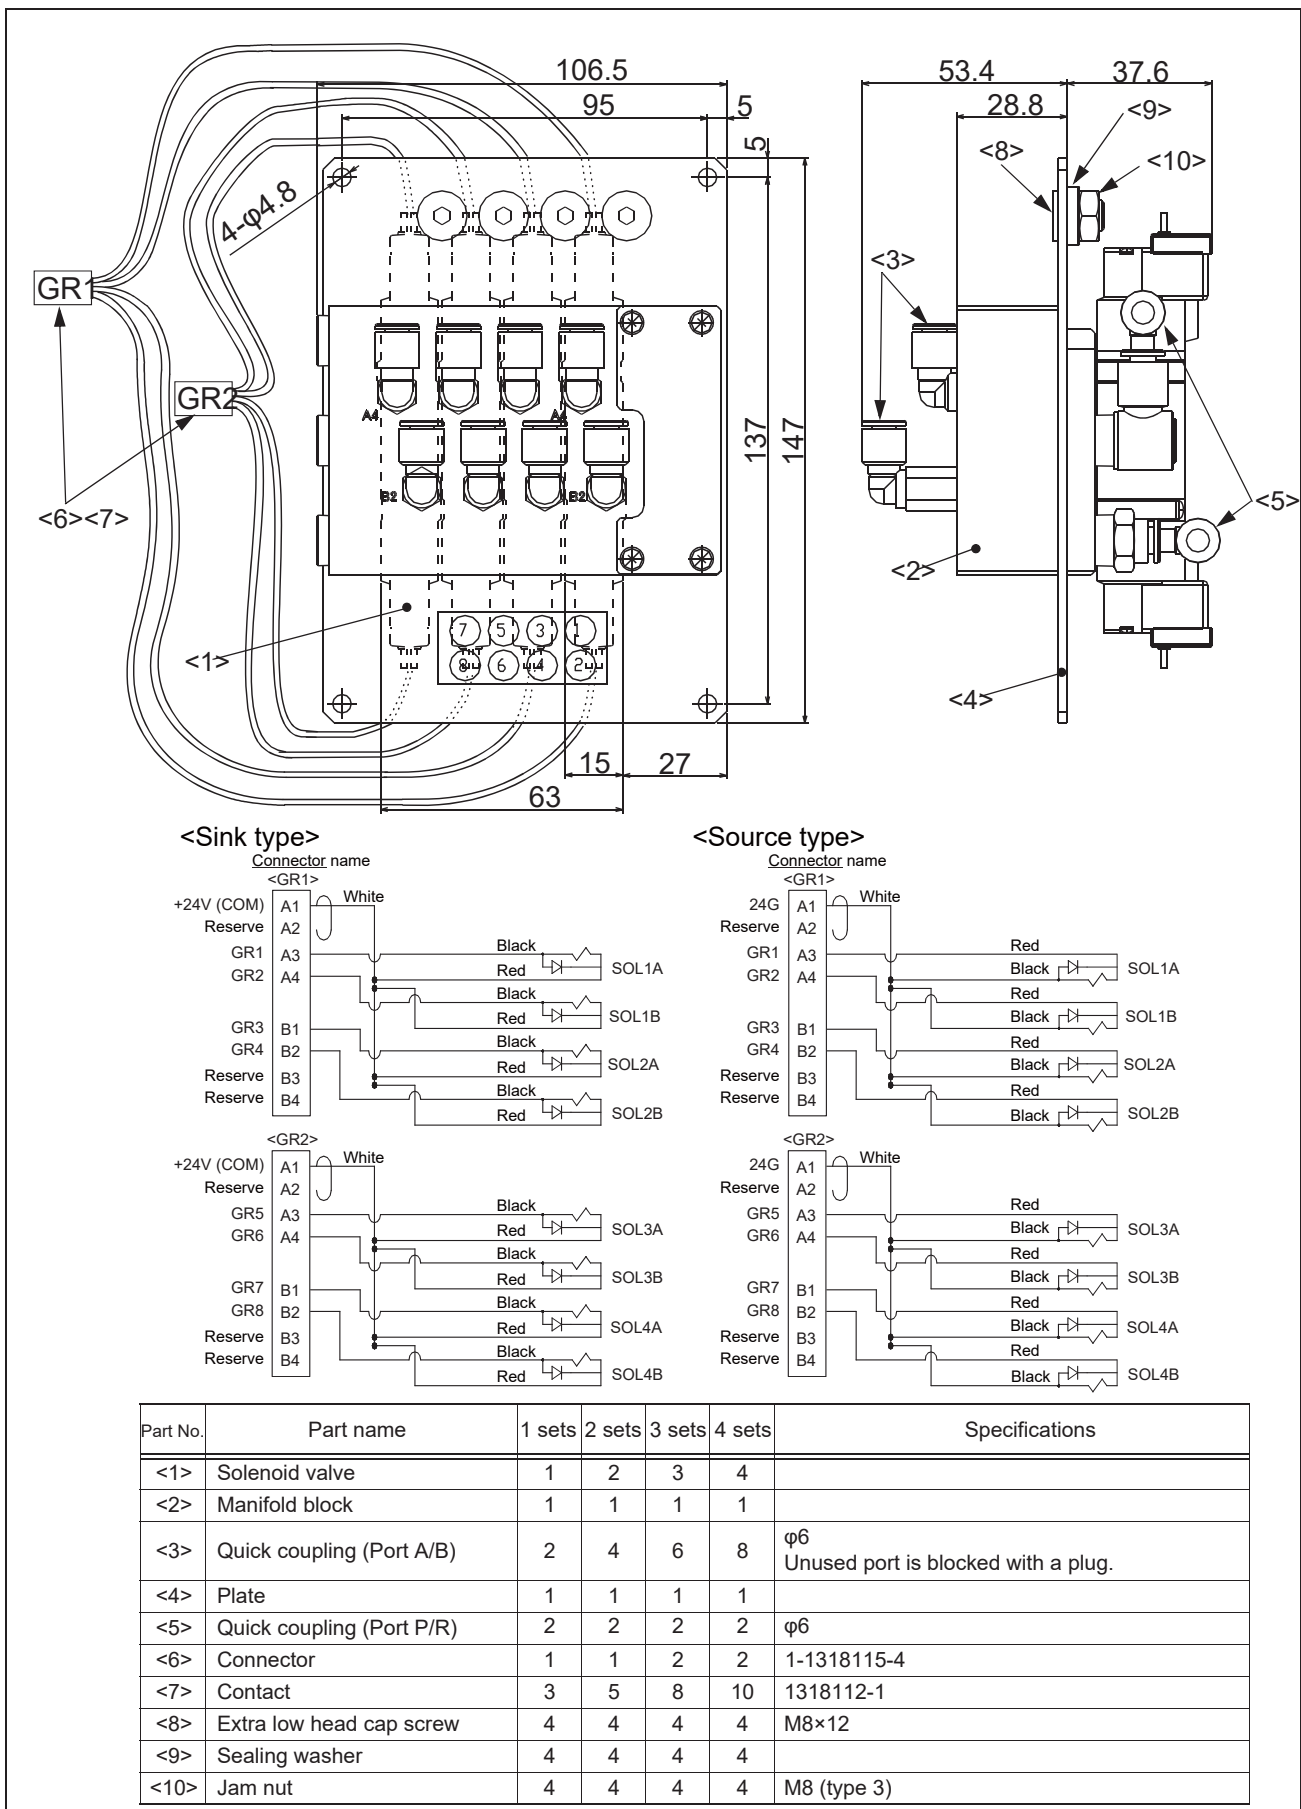 106.5
95
5
5
4-φ4.8
GR1
GR2
<6><7>
A4
A4
B2
B2
137
147
<1>
7 5 3 1
8 6 4 2
15
27
63
53.4
37.6
28.8
<9>
<8>
<10>
<3>
<5>
<2>
<4>
<Sink type>
Connector name
<GR1>
+24V (COM) A1 White
Reserve A2
GR1 A3 Black
GR2 A4 Red SOL1A
Black
Red SOL1B
GR3 B1 Black
GR4 B2 Red SOL2A
Reserve B3 Black
Reserve B4 Red SOL2B
<GR2>
+24V (COM) A1 White
Reserve A2
GR5 A3 Black
GR6 A4 Red SOL3A
Black
Red SOL3B
GR7 B1 Black
GR8 B2 Red SOL4A
Reserve B3 Black
Reserve B4 Red SOL4B
<Source type>
Connector name
<GR1>
24G A1 White
Reserve A2
GR1 A3 Red
GR2 A4 Black SOL1A
Red
Black SOL1B
GR3 B1 Red
GR4 B2 Black SOL2A
Reserve B3 Red
Reserve B4 Black SOL2B
<GR2>
24G A1 White
Reserve A2
GR5 A3 Red
GR6 A4 Black SOL3A
Red
Black SOL3B
GR7 B1 Red
GR8 B2 Black SOL4A
Reserve B3 Red
Reserve B4 Black SOL4B
Part No. Part name 1 sets 2 sets 3 sets 4 sets Specifications
<1> Solenoid valve 1 2 3 4
<2> Manifold block 1 1 1 1
<3> Quick coupling (Port A/B) 2 4 6 8 φ6
Unused port is blocked with a plug.
<4> Plate 1 1 1 1
<5> Quick coupling (Port P/R) 2 2 2 2 φ6
<6> Connector 1 1 2 2 1-1318115-4
<7> Contact 3 5 8 10 1318112-1
<8> Extra low head cap screw 4 4 4 4 M8×12
<9> Sealing washer 4 4 4 4
<10> Jam nut 4 4 4 4 M8 (type 3)